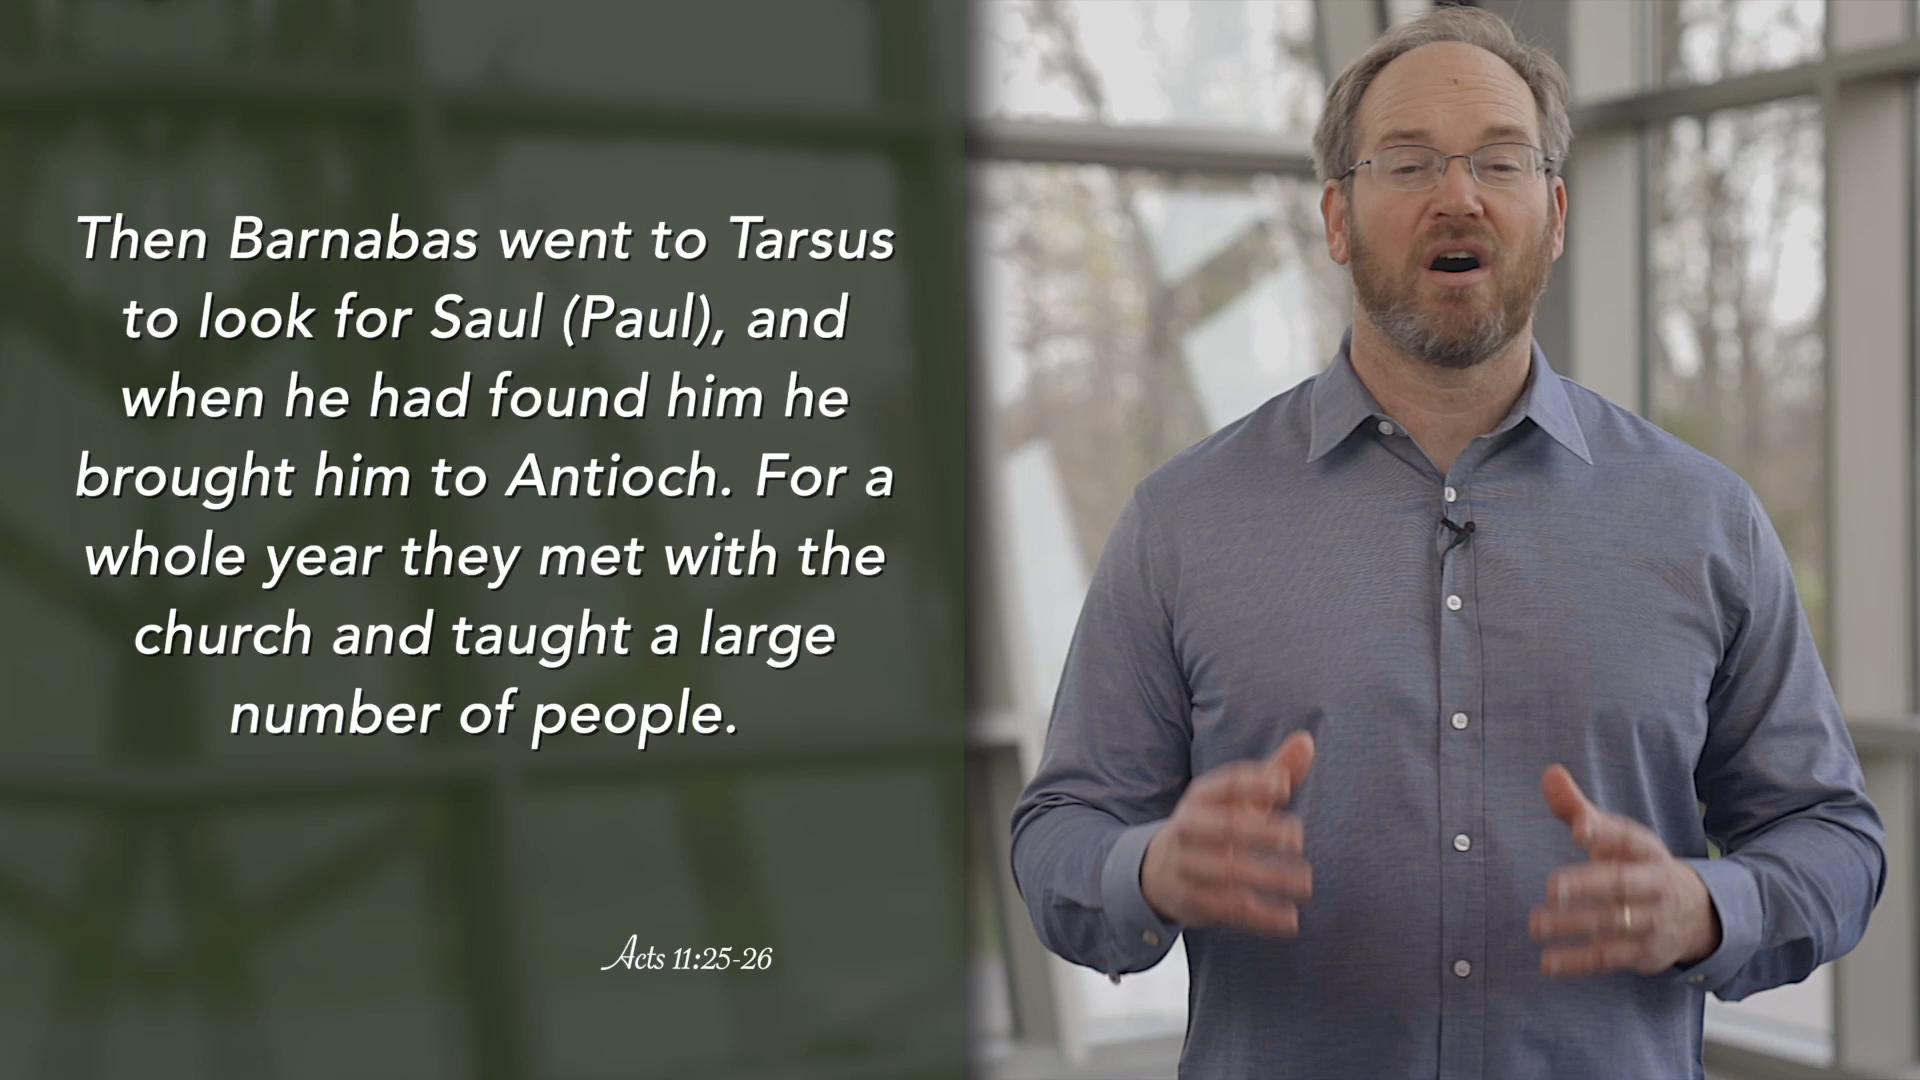 Then Barnabas went to Tarsus
to look for Saul (Paul), and
when he had found him he
brought him to Antioch. For a
whole year they met with the
church and taught a large
number of people.
Acts 11:25-26